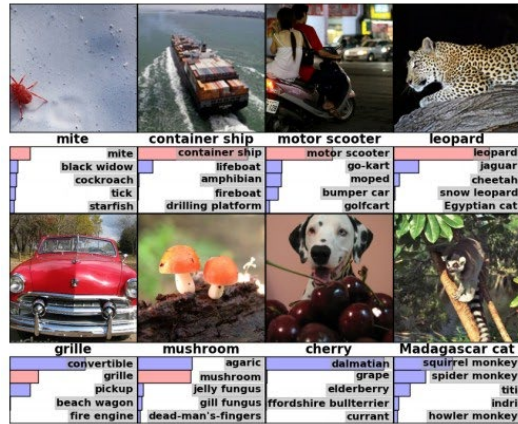 mite
container ship
motor scooter
leopard
mite
black widow
cockroach
tick
starfish
container ship
lifeboat
amphibian
fireboat
drilling platform
motor scooter
go-kart
moped
bumper car
golfcart
leopard
jaguar
cheetah
snow leopard
Egyptian cat
grille
mushroom
cherry
Madagascar cat
convertible
grille
pickup
beach wagon
fire engine
agaric
mushroom
jelly fungus
gill fungus
dead-man's-fingers
dalmatian
grape
elderberry
ffordshire bullterrier
currant
squirrel monkey
spider monkey
titi
indri
howler monkey